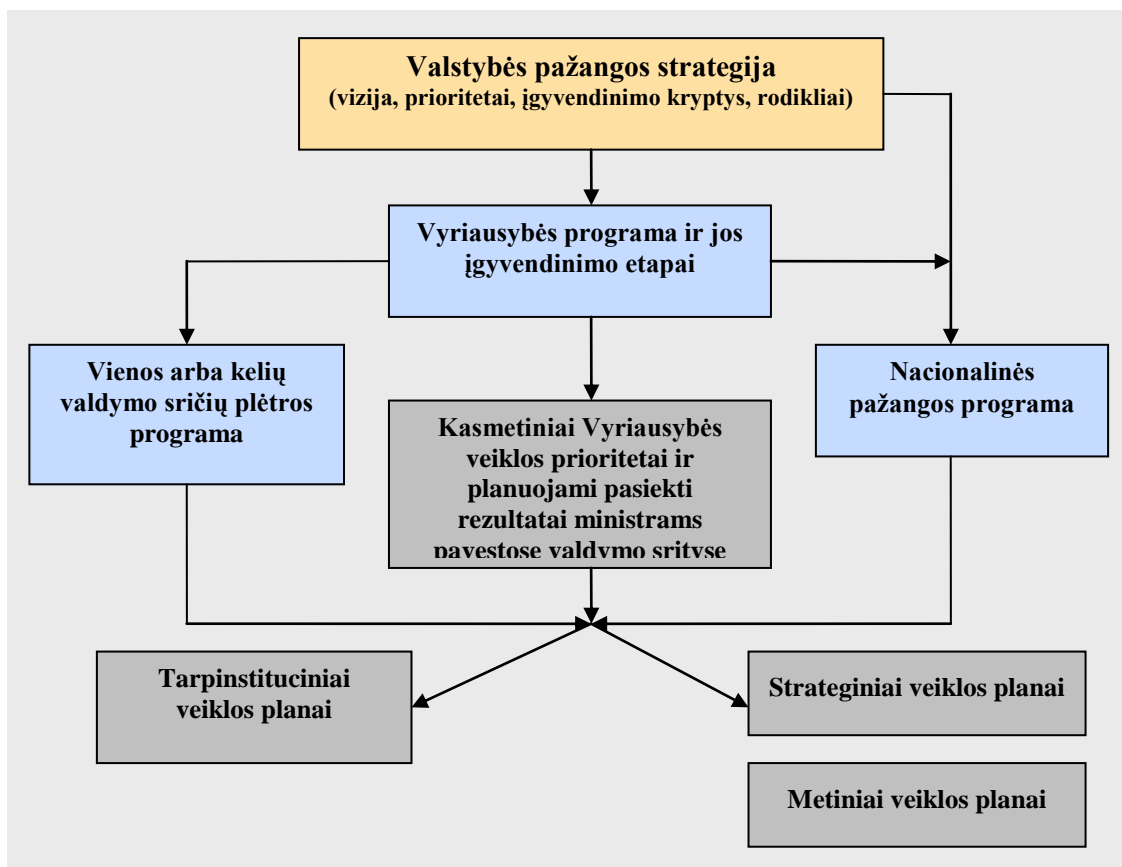 Valstybės pažangos strategija
(vizija, prioritetai, įgyvendinimo kryptys, rodikliai)
Vyriausybės programa ir jos
įgyvendinimo etapai
Vienos arba kelių
valdymo sričių plėtros
programa
Nacionalinės
pažangos programa
Kasmetiniai Vyriausybės
veiklos prioritetai ir
planuojami pasiekti
rezultatai ministrams
pavestose valdymo srityse
Tarpinstituciniai
veiklos planai
Strateginiai veiklos planai
Metiniai veiklos planai